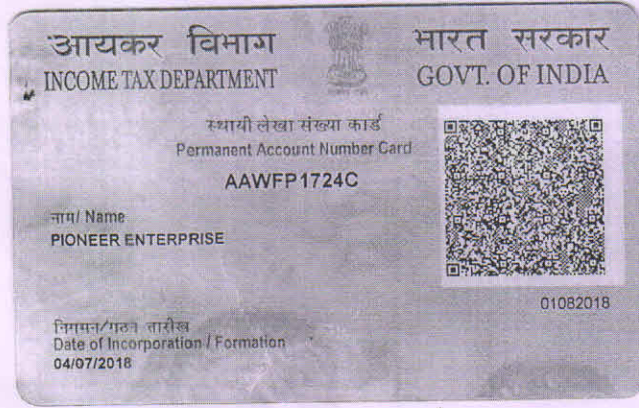 आयकर विभाग
INCOME TAX DEPARTMENT
भारत सरकार
GOVT. OF INDIA
स्थायी लेखा संख्या कार्ड
Permanent Account Number Card
AAWFP1724C
नाम/ Name
PIONEER ENTERPRISE
01082018
निगमन/गठन तारीख
Date of Incorporation / Formation
04/07/2018